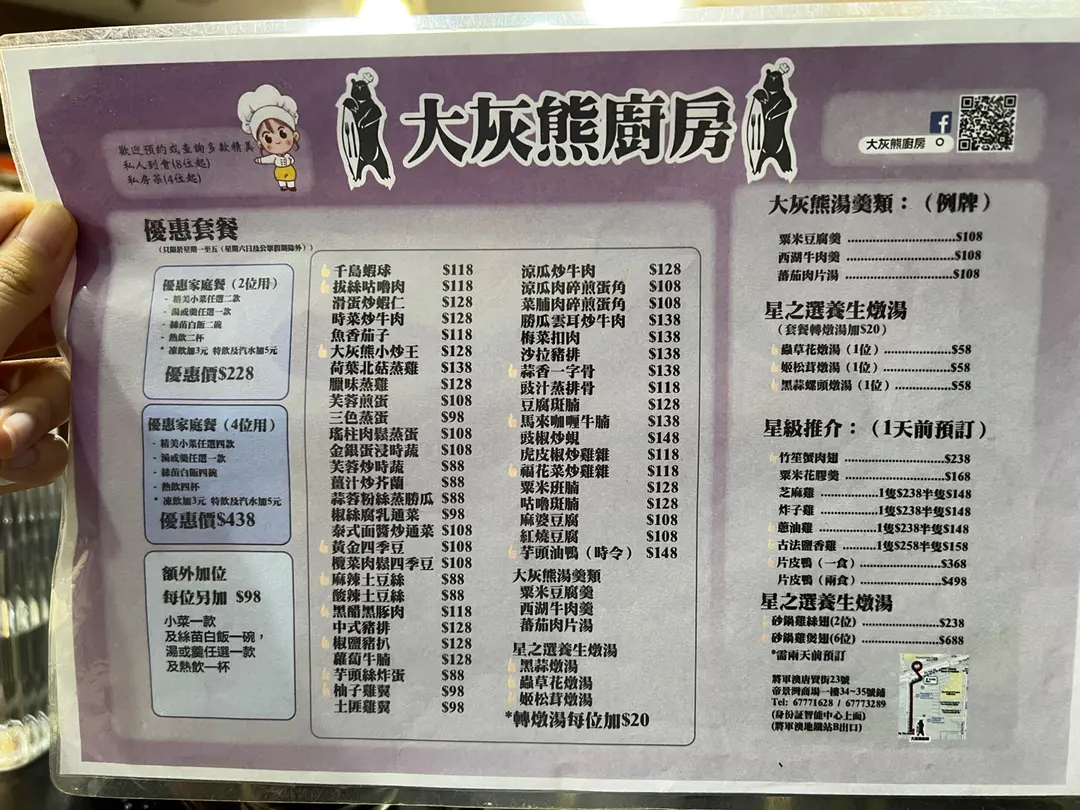 大灰熊廚房
歡迎預約或查詢多款精美
私人到會(8位起)
私房菜(4位起)
大灰熊廚房
優惠套餐
(只限於星期一至五（星期六日及公眾假期除外）)
優惠家庭餐（2位用）
- 精美小菜任選二款
- 湯或羹任選一款
- 絲苗白飯二碗
- 熱飲二杯
* 凍飲加3元 特飲及汽水加5元
優惠價$228
優惠家庭餐（4位用）
- 精美小菜任選四款
- 湯或羹任選一款
- 絲苗白飯四碗
- 熱飲四杯
* 凍飲加3元 特飲及汽水加5元
優惠價$438
額外加位
每位另加 $98
小菜一款
及絲苗白飯一碗，
湯或羹任選一款
及熱飲一杯
千島蝦球 $118
拔絲咕嚕肉 $118
滑蛋炒蝦仁 $128
時菜炒牛肉 $128
魚香茄子 $118
大灰熊小炒王 $128
荷葉北菇蒸雞 $138
臘味蒸雞 $128
芙蓉煎蛋 $108
三色蒸蛋 $98
瑤柱肉鬆蒸蛋 $108
金銀蛋浸時蔬 $108
芙蓉炒時蔬 $88
薑汁炒芥蘭 $88
蒜蓉粉絲蒸勝瓜 $88
椒絲腐乳通菜 $98
泰式面醬炒通菜 $108
黃金四季豆 $108
欖菜肉鬆四季豆 $108
麻辣土豆絲 $88
酸辣土豆絲 $88
黑醋黑豚肉 $118
中式豬排 $128
椒鹽豬扒 $128
蘿蔔牛腩 $128
芋頭絲炸蛋 $88
柚子雞翼 $98
土匪雞翼 $98
涼瓜炒牛肉 $128
涼瓜肉碎煎蛋角 $108
菜脯肉碎煎蛋角 $108
勝瓜雲耳炒牛肉 $138
梅菜扣肉 $138
沙拉豬排 $138
蒜香一字骨 $138
豉汁蒸排骨 $118
豆腐斑腩 $128
馬來咖喱牛腩 $138
豉椒炒蜆 $148
虎皮椒炒雞雜 $118
福花菜炒雞雜 $118
粟米班腩 $128
咕嚕斑腩 $128
麻婆豆腐 $108
紅燒豆腐 $108
芋頭油鴨（時令） $148
大灰熊湯羹類
粟米豆腐羹
西湖牛肉羹
蕃茄肉片湯
星之選養生燉湯
黑蒜燉湯
蟲草花燉湯
姬松茸燉湯
*轉燉湯每位加$20
大灰熊湯羹類：（例牌）
粟米豆腐羹 ........................$108
西湖牛肉羹 ........................$108
蕃茄肉片湯 ........................$108
星之選養生燉湯
（套餐轉燉湯加$20）
蟲草花燉湯（1位）..................$58
姬松茸燉湯（1位）..................$58
黑蒜螺頭燉湯（1位）................$58
星級推介：（1天前預訂）
竹笙蟹肉翅 ........................$238
粟米花膠羹 ........................$168
芝麻雞 ..............1隻$238半隻$148
炸子雞 ..............1隻$238半隻$148
蔥油雞 ..............1隻$238半隻$148
古法鹽香雞 ..........1隻$258半隻$158
片皮鴨（一食）....................$368
片皮鴨（兩食）....................$498
星之選養生燉湯
砂鍋雞絲翅(2位) ..................$238
砂鍋雞煲翅(6位) ..................$688
*需兩天前預訂
將軍澳唐賢街23號
帝景灣商場一樓34~35號鋪
Tel: 67771628 / 67773289
(身份証智能中心上面)
(將軍澳地鐵站B出口)